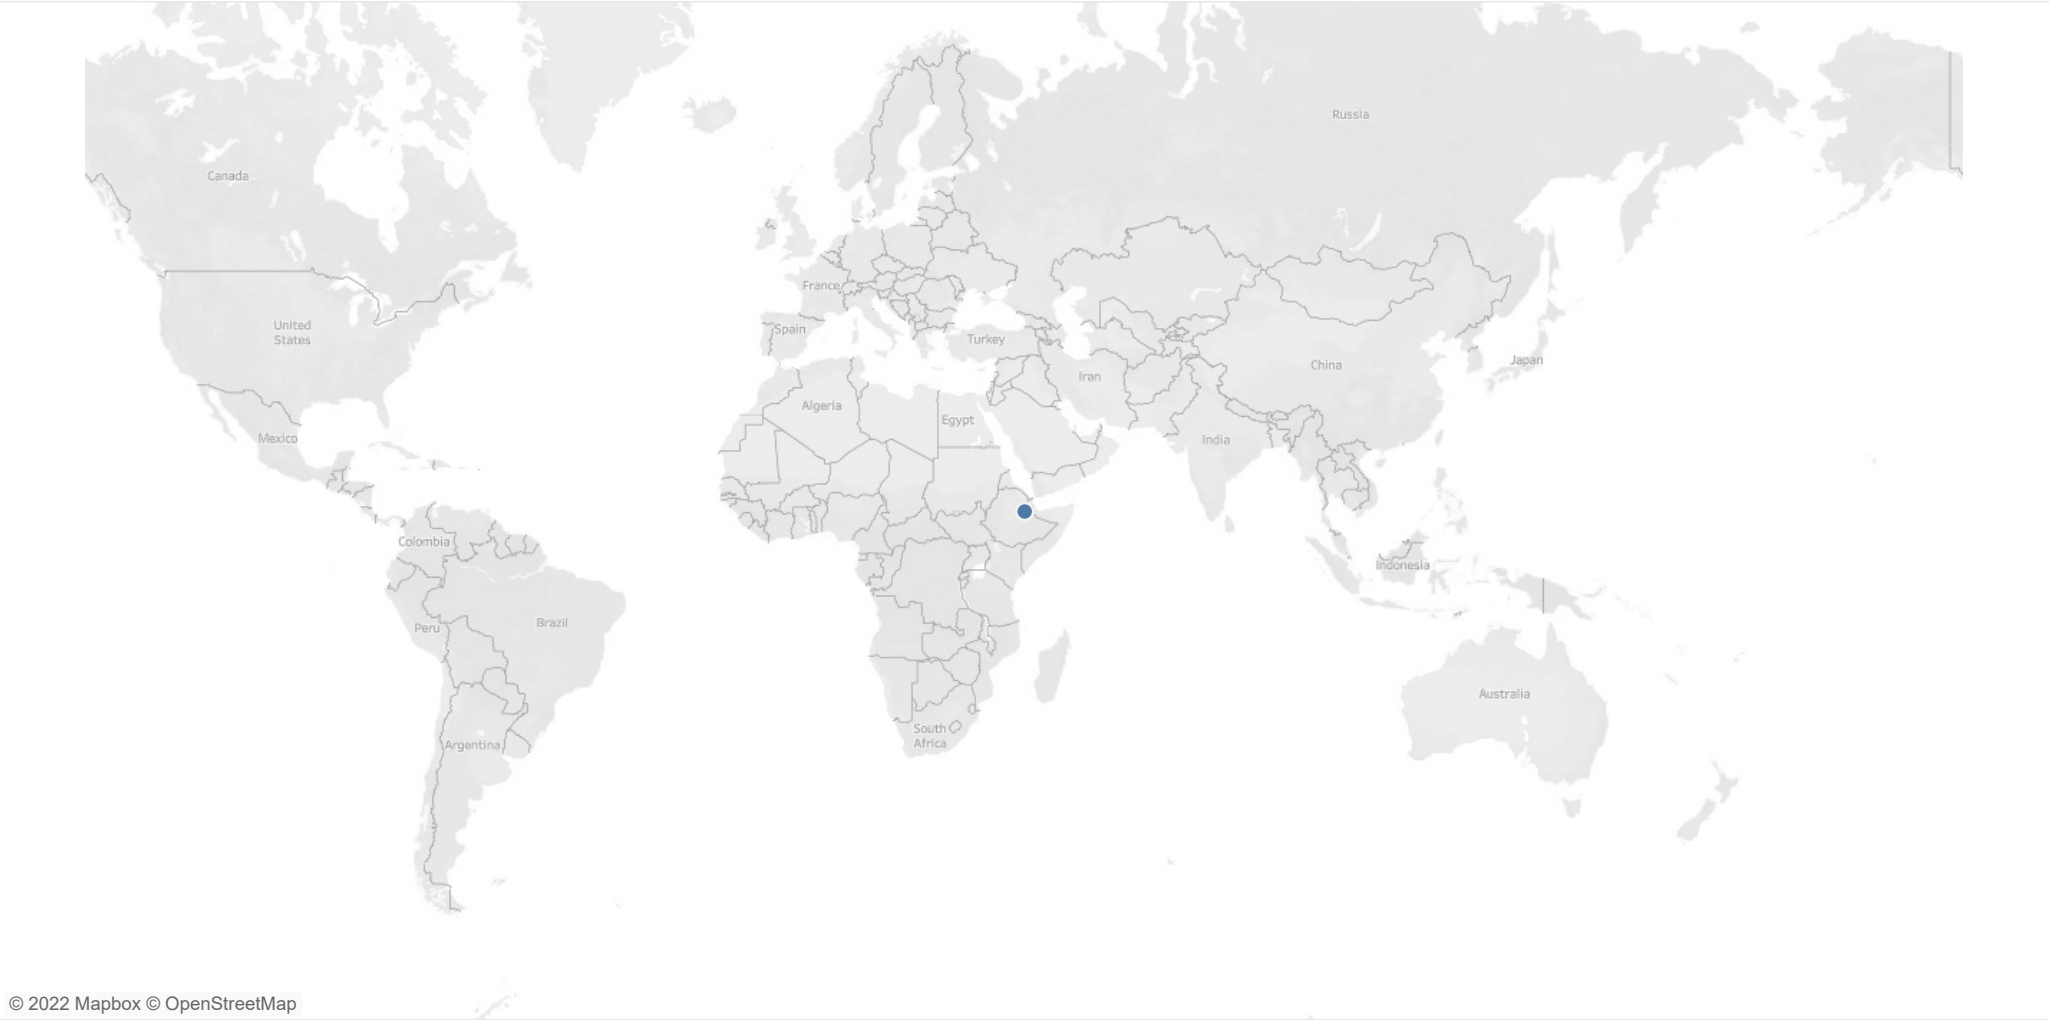 Russia
Canada
France
United
States
Spain
Turkey
Japan
China
Iran
Algeria
Egypt
Mexico
India
Colombia
Indonesia
Brazil
Peru
Australia
South
Africa
Argentina
© 2022 Mapbox © OpenStreetMap